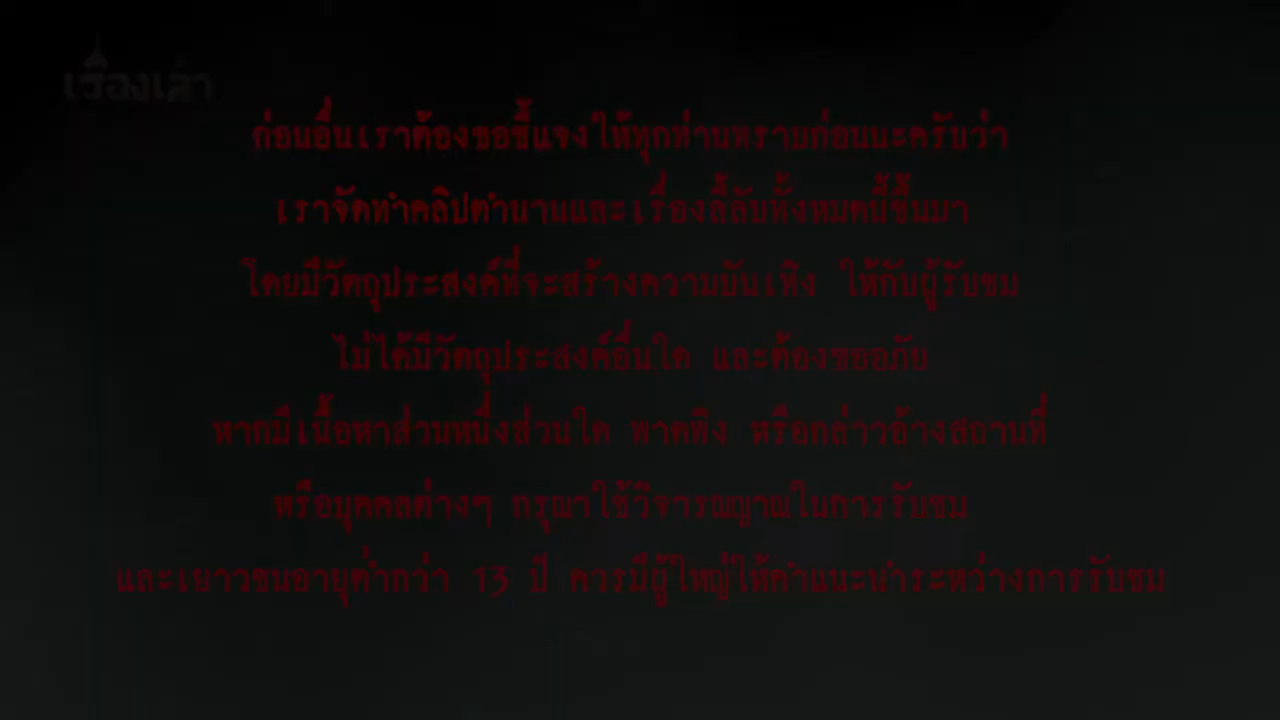 เรื่องเล่า
ก่อนอื่นเราต้องขอชี้แจงให้ทุกท่านทราบก่อนนะครับว่า
เราจัดทำคลิปตำนานและเรื่องลี้ลับทั้งหมดนี้ขึ้นมา
โดยมีวัตถุประสงค์ที่จะสร้างความบันเทิง ให้กับผู้รับชม
ไม่ได้มีวัตถุประสงค์อื่นใด และต้องขออภัย
หากมีเนื้อหาส่วนหนึ่งส่วนใด พาดพิง หรือกล่าวอ้างสถานที่
หรือบุคคลต่างๆ กรุณาใช้วิจารณญาณในการรับชม
และเยาวชนอายุต่ำกว่า 13 ปี ควรมีผู้ใหญ่ให้คำแนะนำระหว่างการรับชม